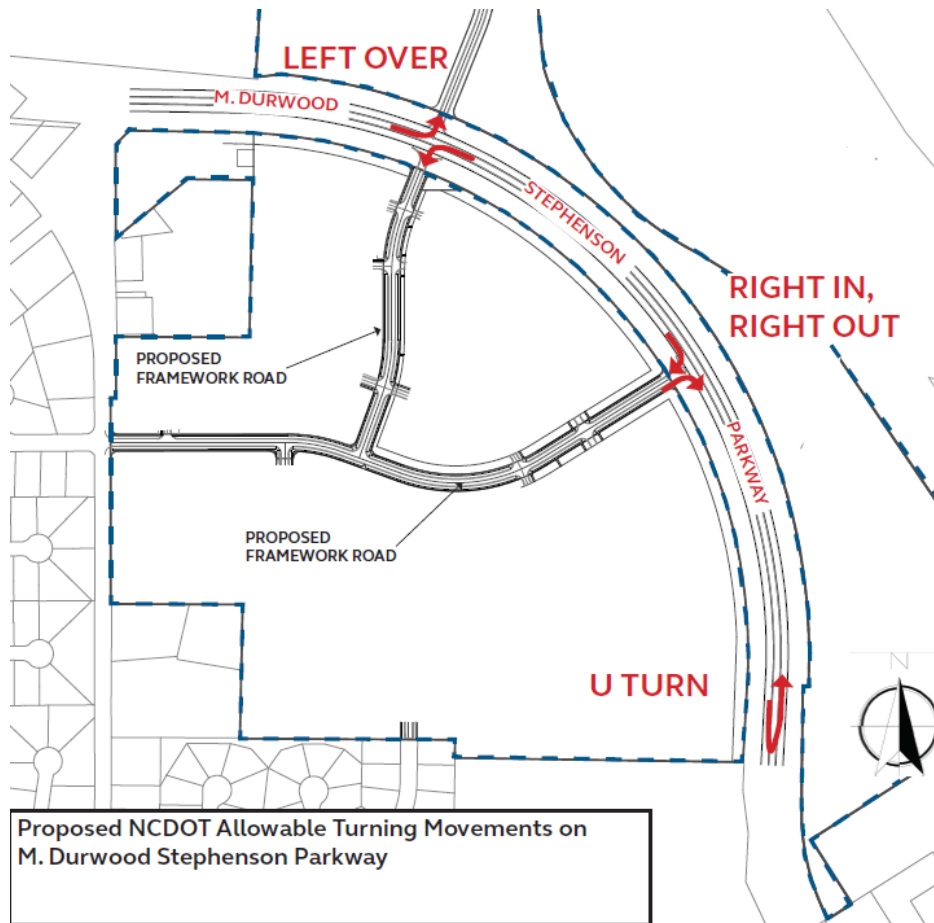 LEFT OVER
M. DURWOOD
STEPHENSON
RIGHT IN,
RIGHT OUT
PROPOSED
FRAMEWORK ROAD
PARKWAY
PROPOSED
FRAMEWORK ROAD
U TURN
N
Proposed NCDOT Allowable Turning Movements on
M. Durwood Stephenson Parkway